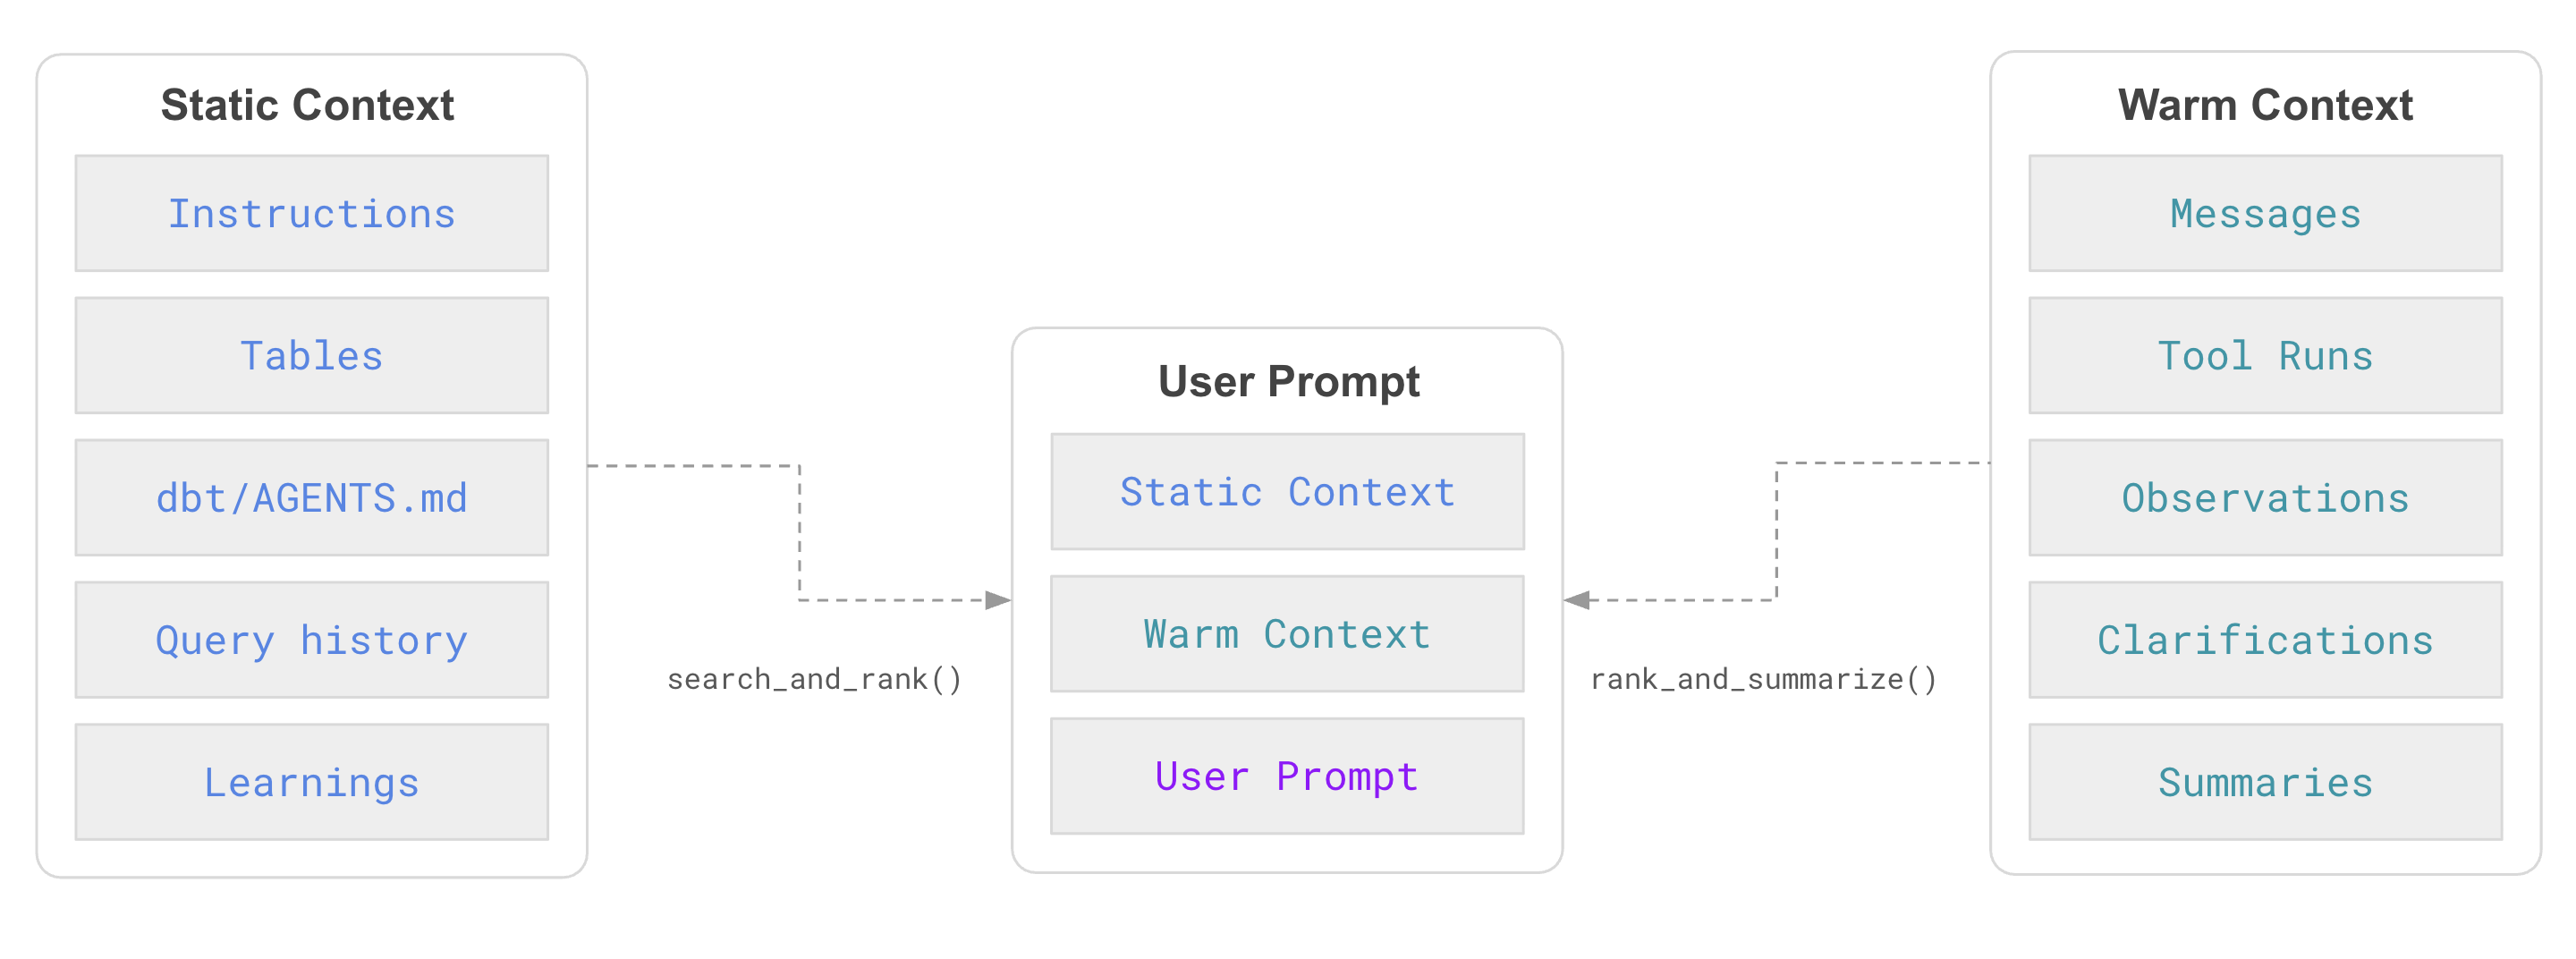 Static Context
Instructions
Tables
dbt/AGENTS.md
Query history
Learnings
search_and_rank()
User Prompt
Static Context
Warm Context
User Prompt
rank_and_summarize()
Warm Context
Messages
Tool Runs
Observations
Clarifications
Summaries